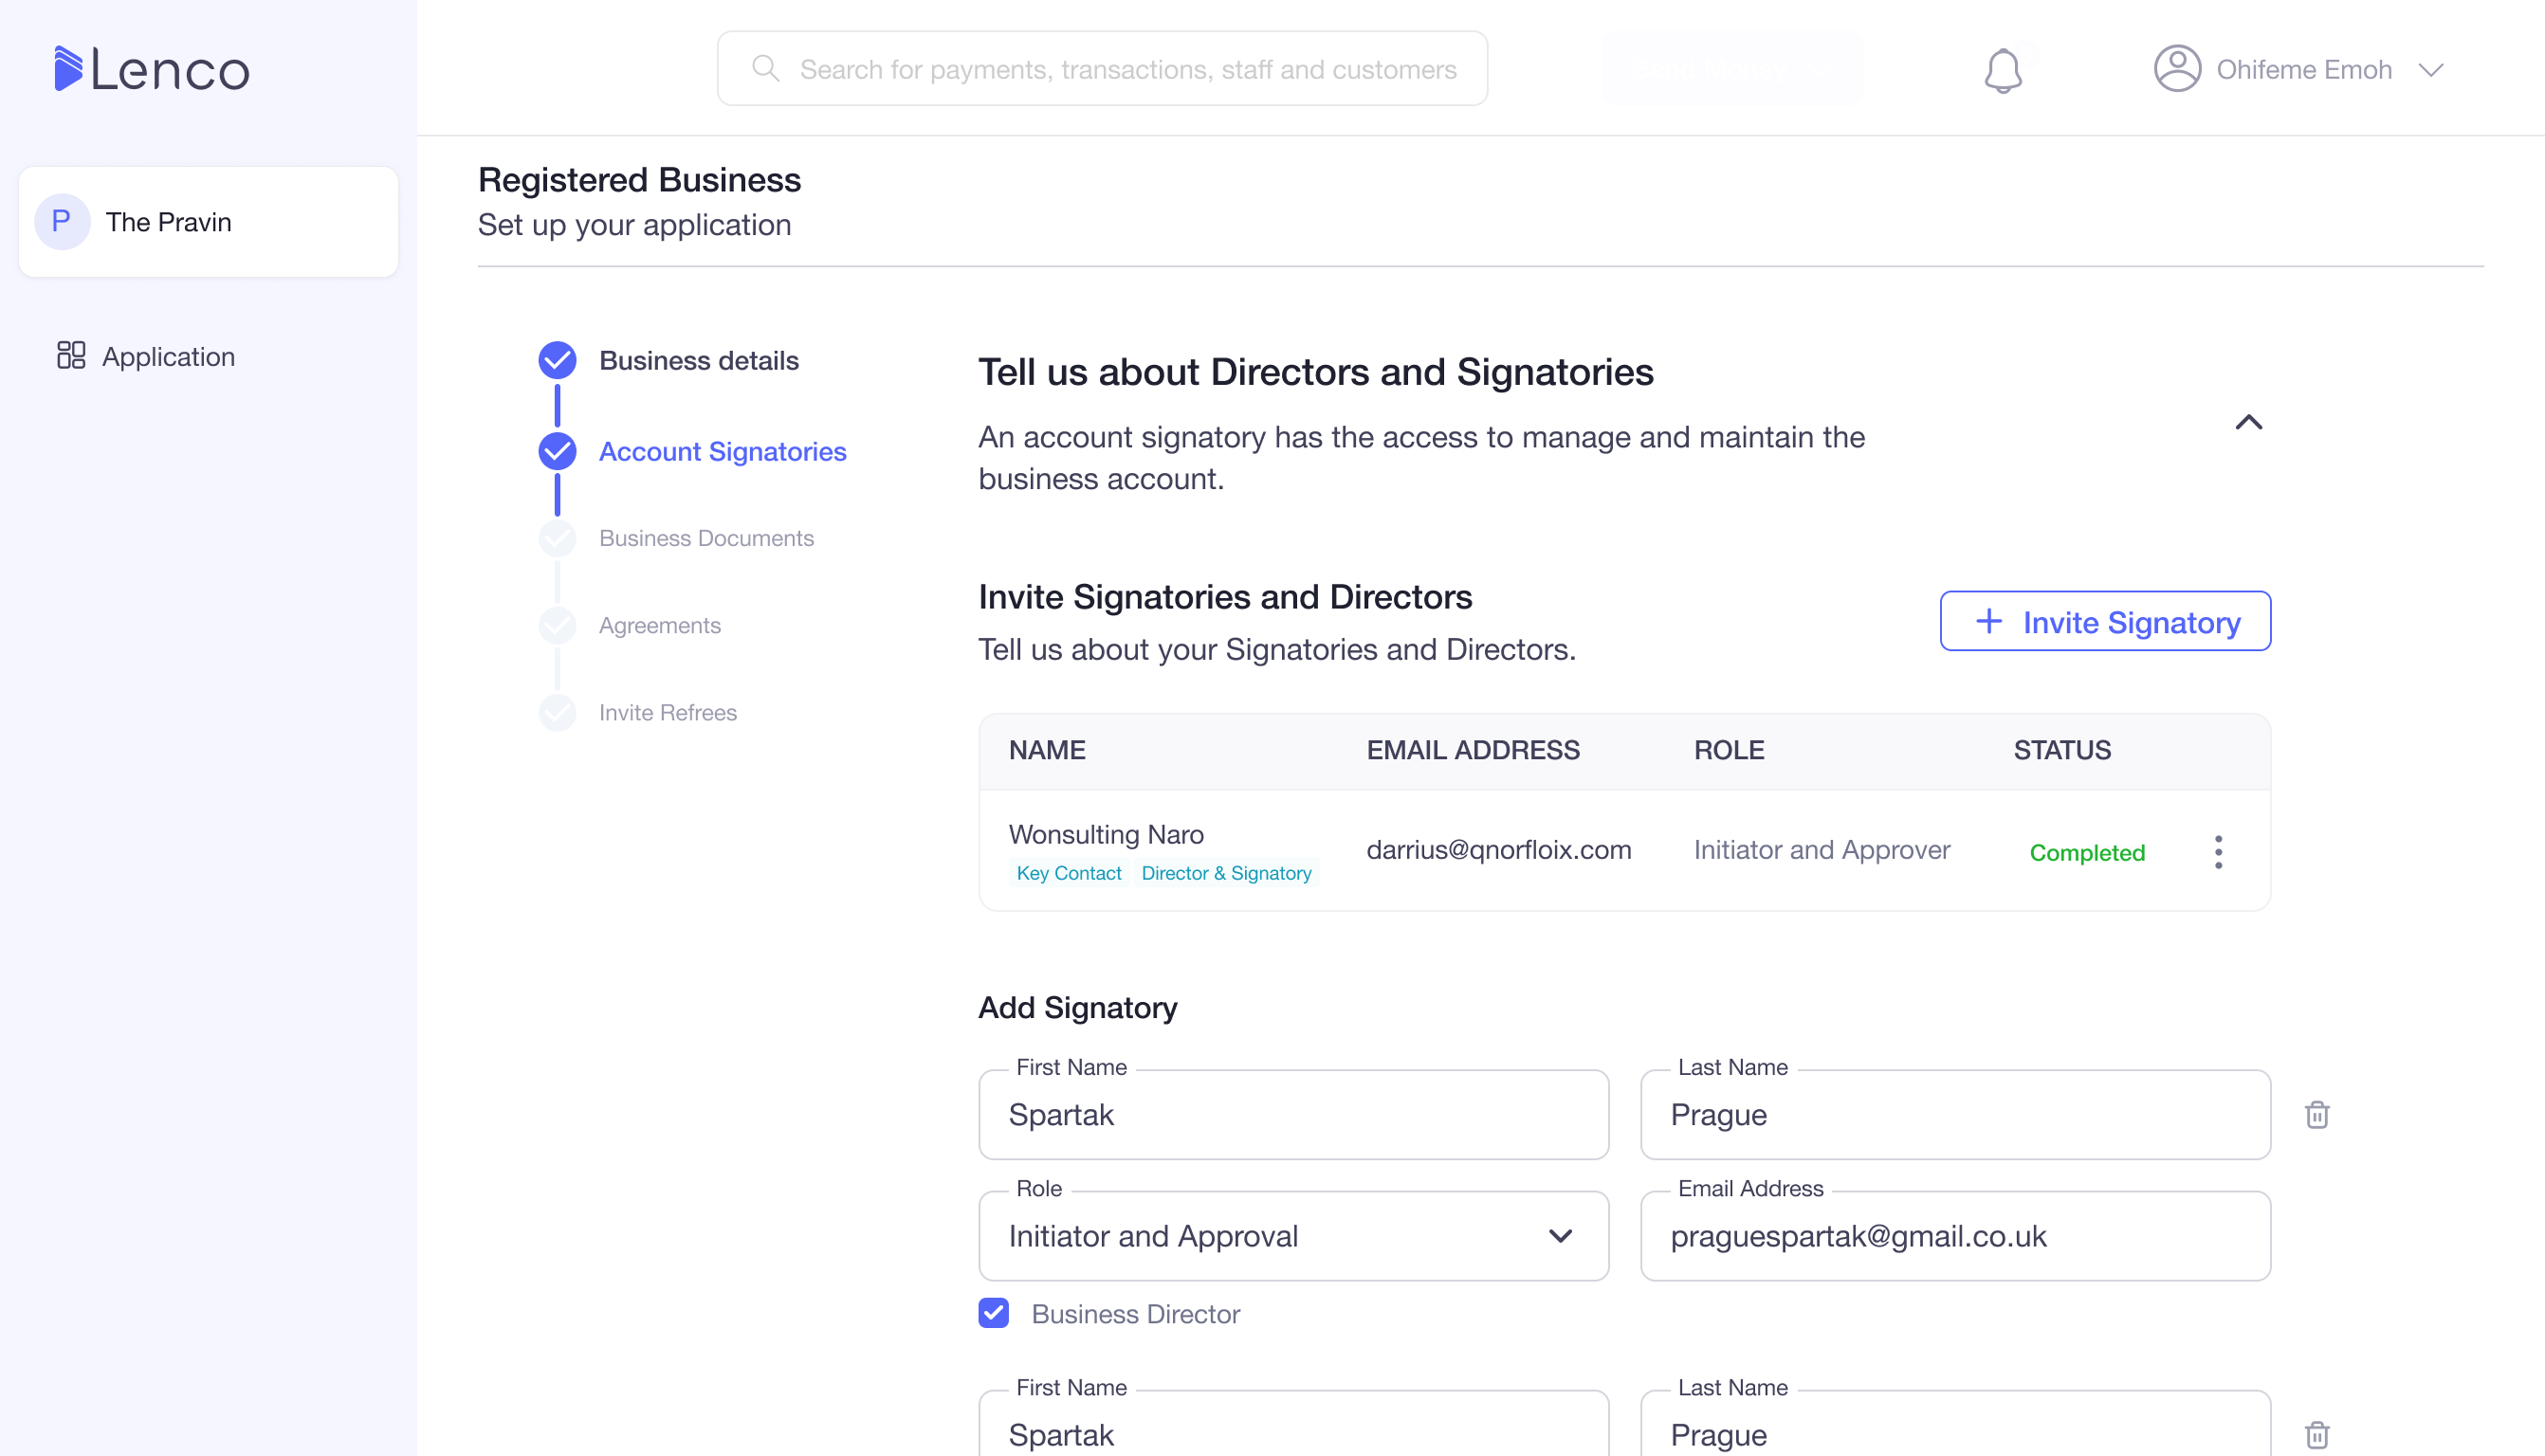 Lenco
Search for payments, transactions, staff and customers
Ohifeme Emoh
P
The Pravin
Application
Registered Business
Set up your application
Business details
Account Signatories
Business Documents
Agreements
Invite Refrees
Tell us about Directors and Signatories
An account signatory has the access to manage and maintain the
business account.
Invite Signatories and Directors
Tell us about your Signatories and Directors.
+ Invite Signatory
NAME EMAIL ADDRESS ROLE STATUS
Wonsulting Naro
Key Contact Director & Signatory
darrius@qnorfloix.com
Initiator and Approver
Completed
Add Signatory
First Name
Spartak
Last Name
Prague
Role
Initiator and Approval
Email Address
praguespartak@gmail.co.uk
Business Director
First Name
Spartak
Last Name
Prague